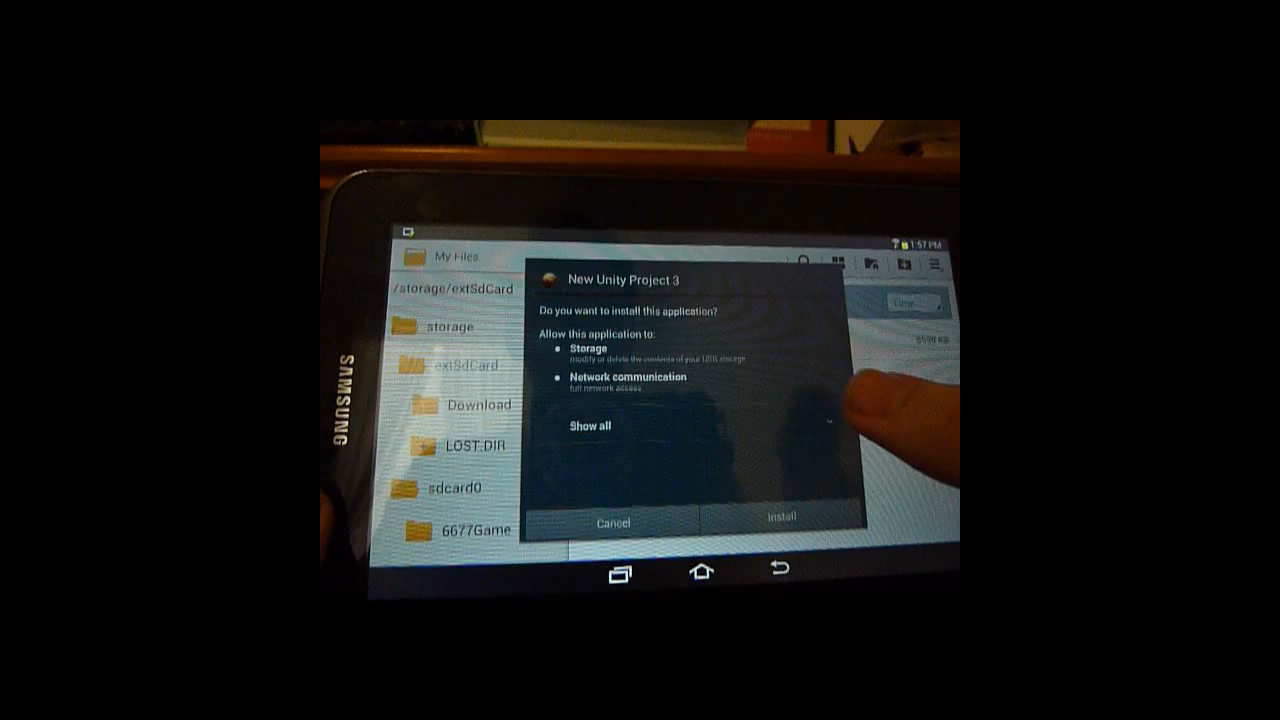 1:57 PM
My Files
/storage/extSdCard
storage
extSdCard
Download
LOST.DIR
sdcard0
6677Game
Time
New Unity Project 3
Do you want to install this application?
Allow this application to:
Storage
modify or delete the contents of your USB storage
Network communication
full network access
Show all
Cancel
Install
SAMSUNG